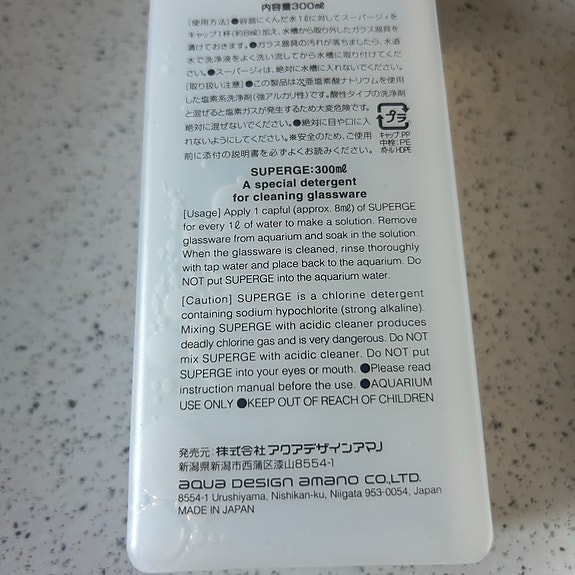 内容量300㎖
[使用方法]●容器にくんだ水1ℓに対してスーパージィを
キャップ1杯(約8㎖)加え、水槽から取り外したガラス器具を
漬けておきます。●ガラス器具の汚れが落ちましたら、水道
水で洗浄液をよく洗い流してから水槽に取り付けてくだ
さい。●スーパージィは、絶対に水槽に入れないでください。
[取り扱い注意]●この製品は次亜塩素酸ナトリウムを使用
した塩素系洗浄剤(強アルカリ性)です。酸性タイプの洗浄剤
と混ぜると塩素ガスが発生するため大変危険です。
絶対に混ぜないでください。●絶対に目や口に入
れないようにしてください。※安全のため、ご使用
前に添付の説明書を必ずよくお読みください。
プラ
キャップ:PP
中栓:PE
ボトル:HDPE
SUPERGE:300㎖
A special detergent
for cleaning glassware
[Usage] Apply 1 capful (approx. 8㎖) of SUPERGE
for every 1ℓ of water to make a solution. Remove
glassware from aquarium and soak in the solution.
When the glassware is cleaned, rinse thoroughly
with tap water and place back to the aquarium. Do
NOT put SUPERGE into the aquarium water.
[Caution] SUPERGE is a chlorine detergent
containing sodium hypochlorite (strong alkaline).
Mixing SUPERGE with acidic cleaner produces
deadly chlorine gas and is very dangerous. Do NOT
mix SUPERGE with acidic cleaner. Do NOT put
SUPERGE into your eyes or mouth. ●Please read
instruction manual before the use. ●AQUARIUM
USE ONLY ●KEEP OUT OF REACH OF CHILDREN
発売元:株式会社アクアデザインアマノ
新潟県新潟市西蒲区漆山8554-1
AQUA DESIGN AMANO CO.,LTD.
8554-1 Urushiyama, Nishikan-ku, Niigata 953-0054, Japan
MADE IN JAPAN